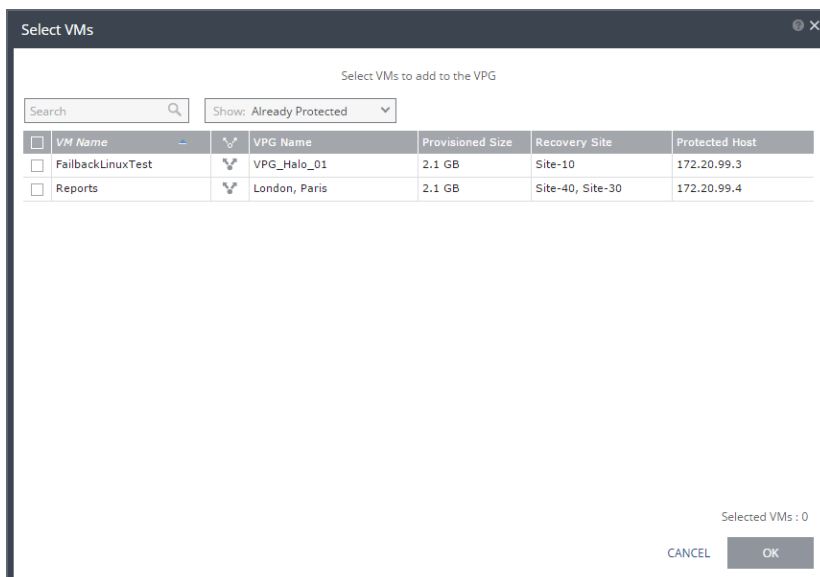 Select VMs
Select VMs to add to the VPG
Search Show: Already Protected
VM Name VPG Name Provisioned Size Recovery Site Protected Host
FailbackLinuxTest VPG_Halo_01 2.1 GB Site-10 172.20.99.3
Reports London, Paris 2.1 GB Site-40, Site-30 172.20.99.4
Selected VMs : 0
CANCEL OK